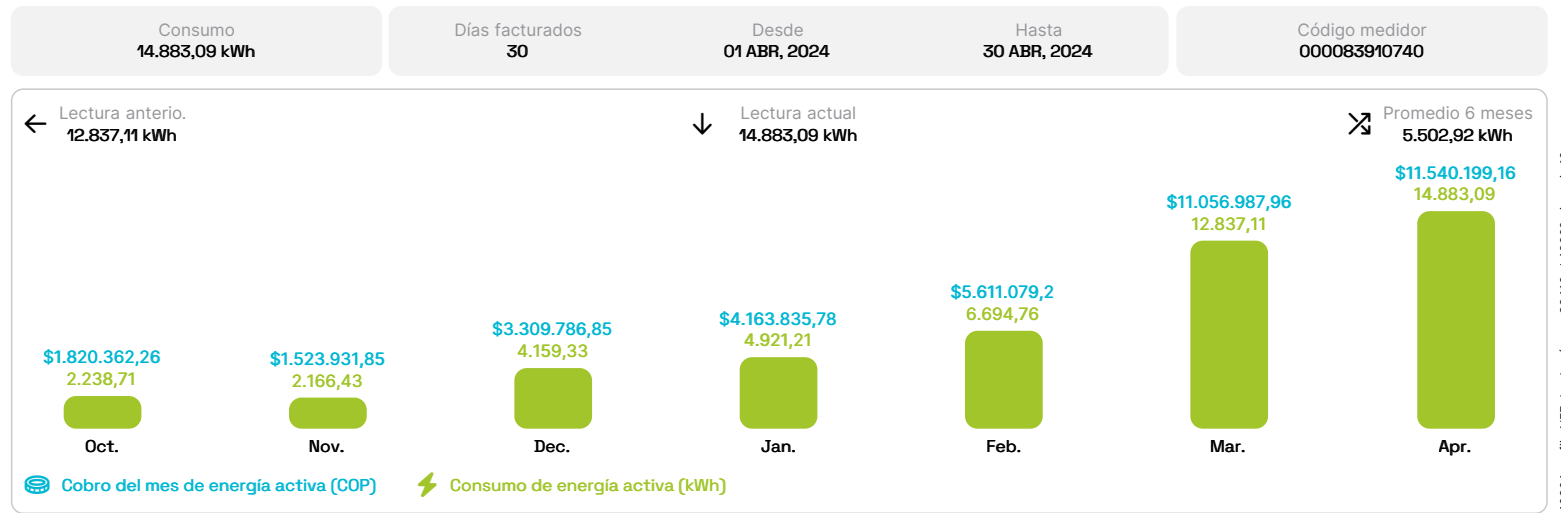 Consumo
14.883,09 kWh
Días facturados
30
Desde
01 ABR, 2024
Hasta
30 ABR, 2024
Código medidor
000083910740
Lectura anterio.
12.837,11 kWh
Lectura actual
14.883,09 kWh
Promedio 6 meses
5.502,92 kWh
$1.820.362,26
2.238,71
Oct.
$1.523.931,85
2.166,43
Nov.
$3.309.786,85
4.159,33
Dec.
$4.163.835,78
4.921,21
Jan.
$5.611.079,2
6.694,76
Feb.
$11.056.987,96
12.837,11
Mar.
$11.540.199,16
14.883,09
Apr.
Cobro del mes de energía activa (COP)
Consumo de energía activa (kWh)